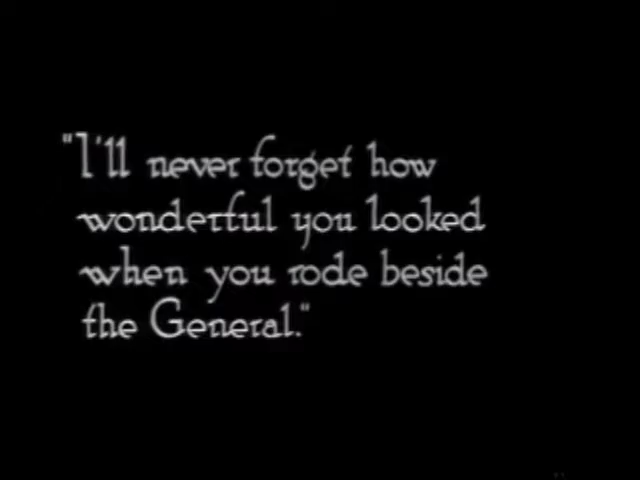 "I'll never forget how
wonderful you looked
when you rode beside
the General."